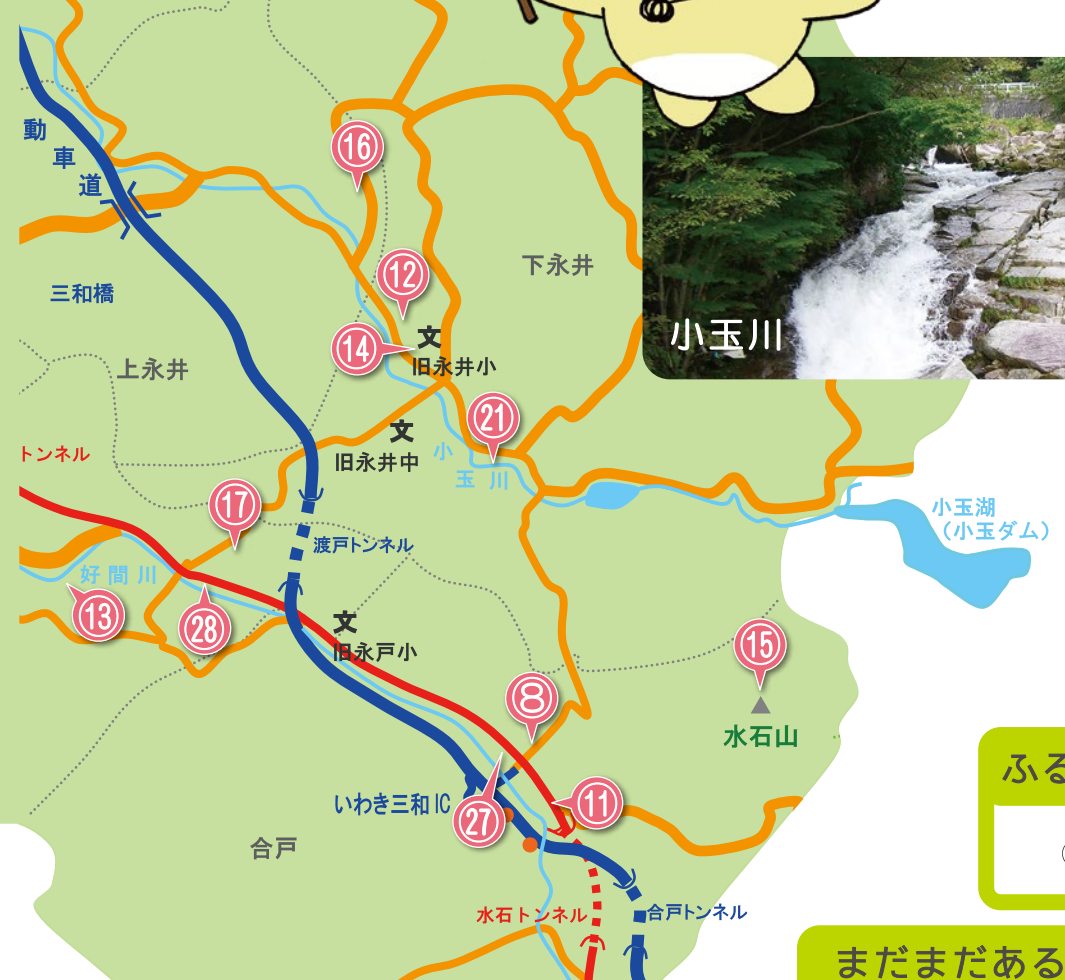 動
車
道
⑯
三和橋
下永井
⑫
小玉川
文
⑭
旧永井小
上永井
㉑
文
トンネル
旧永井中
小
玉 川
⑰
小玉湖
(小玉ダム)
渡戸トンネル
好 間 川
⑬
㉘
文
旧永戸小
⑮
⑧
水石山
ふる
いわき三和IC
㉗
⑪
合戸
水石トンネル
合戸トンネル
まだまだある